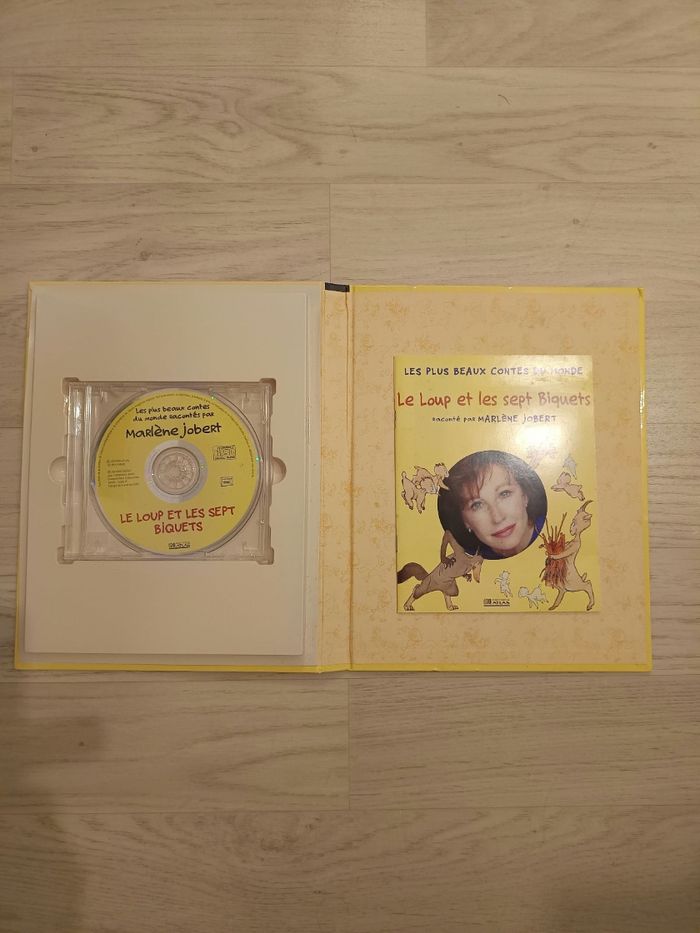 Les plus beaux contes
du monde racontés par
Marlène Jobert
LE LOUP ET LES SEPT
BIQUETS
ATLAS
LES PLUS BEAUX CONTES DU MONDE
Le Loup et les sept Biquets
raconté par MARLÈNE JOBERT
ATLAS